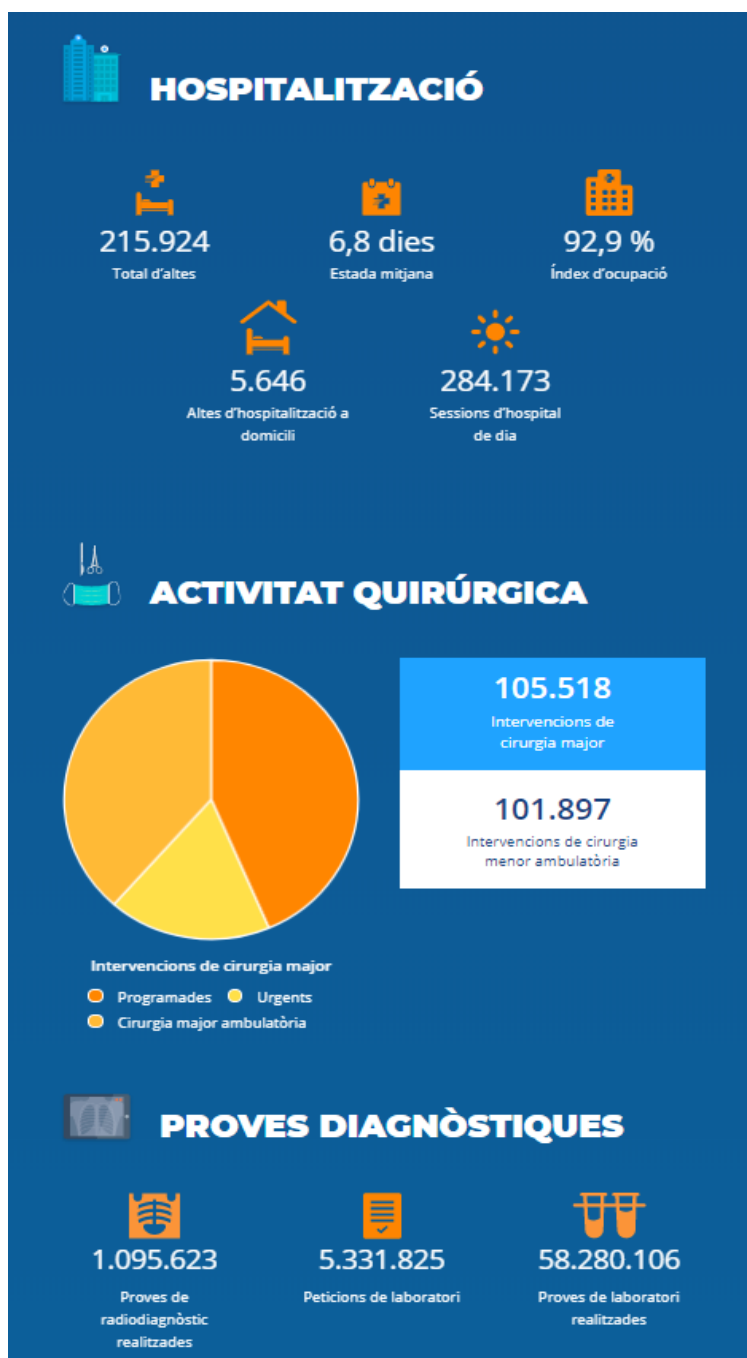 HOSPITALITZACIÓ
215.924
Total d'altes
6,8 dies
Estada mitjana
92,9 %
Índex d'ocupació
5.646
Altes d'hospitalització a
domicili
284.173
Sessions d'hospital
de dia
ACTIVITAT QUIRÚRGICA
105.518
Intervencions de
cirurgia major
101.897
Intervencions de cirurgia
menor ambulatòria
Intervencions de cirurgia major
Programades
Urgents
Cirurgia major ambulatòria
PROVES DIAGNÒSTIQUES
1.095.623
Proves de
radiodiagnòstic
realitzades
5.331.825
Peticions de laboratori
58.280.106
Proves de laboratori
realitzades